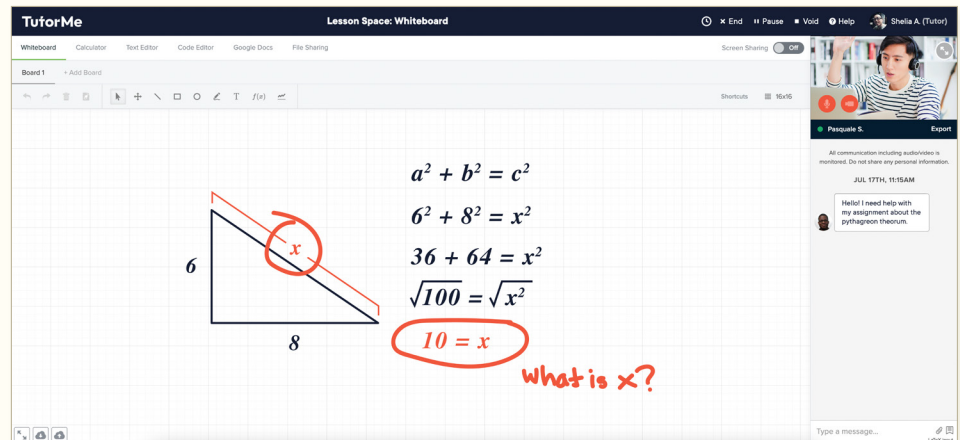 TutorMe
Lesson Space: Whiteboard
× End
Pause
Void
Help
Shelia A. (Tutor)
Whiteboard
Calculator
Text Editor
Code Editor
Google Docs
File Sharing
Screen Sharing
Off
Board 1
+ Add Board
T
f(x)
Shortcuts
16x16
a² + b² = c²
6² + 8² = x²
36 + 64 = x²
√100 = √x²
10 = x
what is x?
x
6
8
Pasquale S.
Export
All communication including audio/video is
monitored. Do not share any personal information.
JUL 17TH, 11:15AM
Hello! I need help with
my assignment about the
pythagreon theorum.
Type a message...